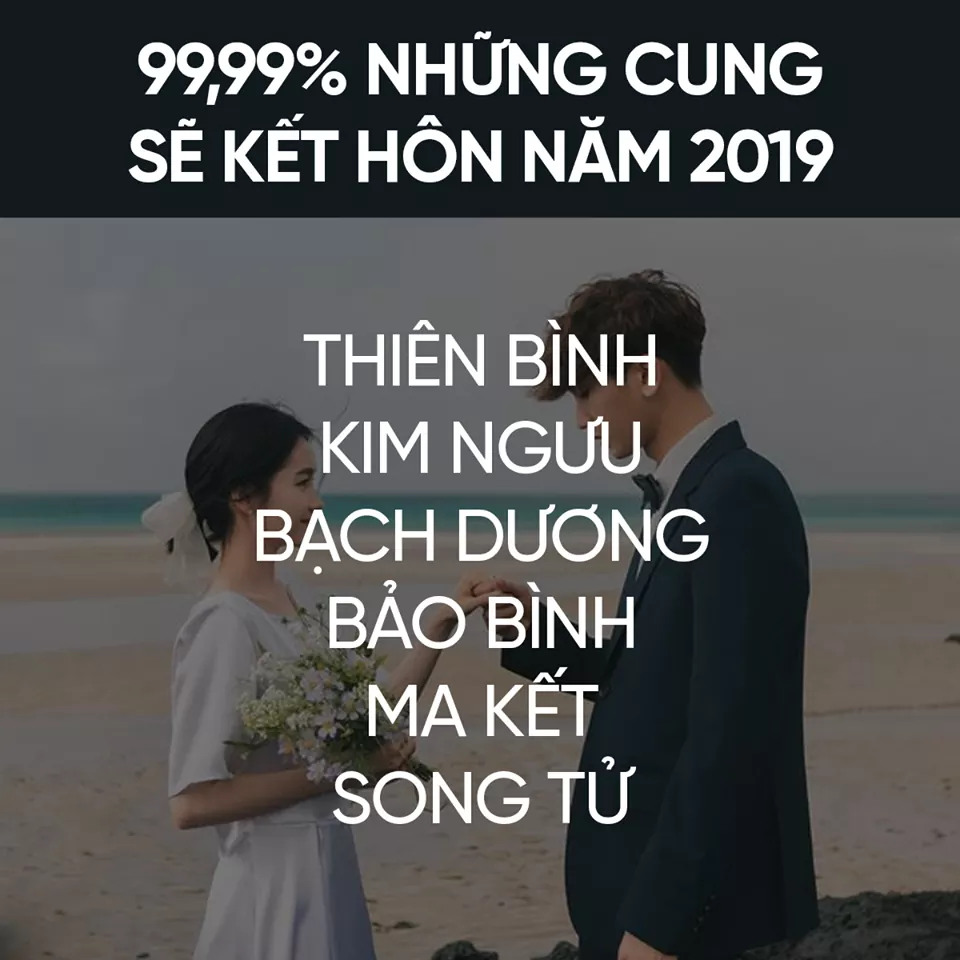 99,99% NHỮNG CUNG
SẼ KẾT HÔN NĂM 2019
THIÊN BÌNH
KIM NGƯU
BẠCH DƯƠNG
BẢO BÌNH
MA KẾT
SONG TỬ